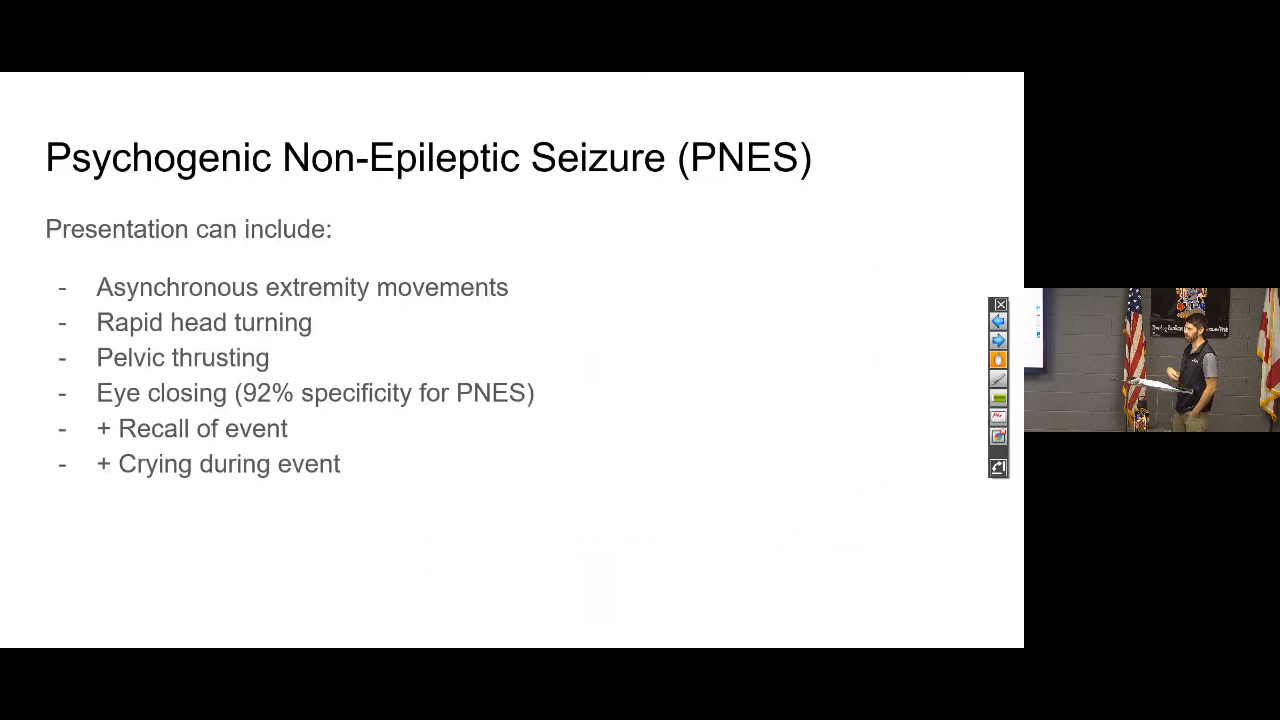 Psychogenic Non-Epileptic Seizure (PNES)
Presentation can include:
- Asynchronous extremity movements
- Rapid head turning
- Pelvic thrusting
- Eye closing (92% specificity for PNES)
- + Recall of event
- + Crying during event